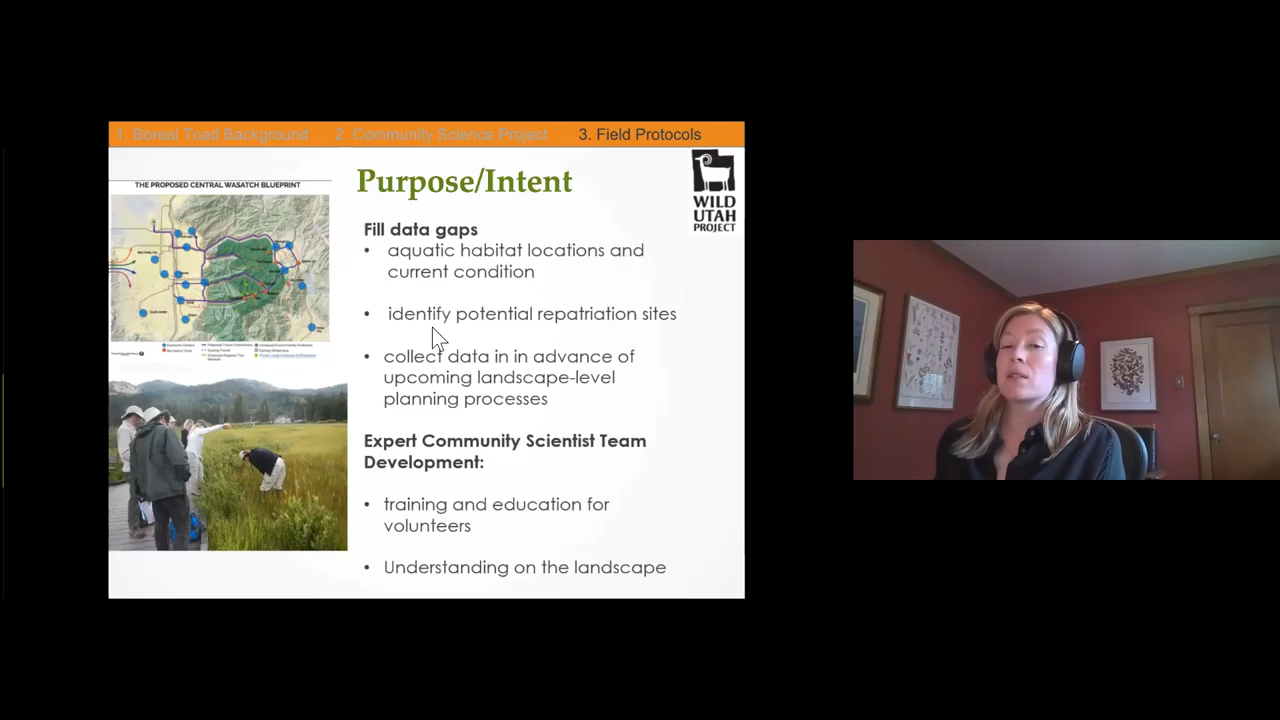 1. Boreal Toad Background 2. Community Science Project 3. Field Protocols
THE PROPOSED CENTRAL WASATCH BLUEPRINT
Purpose/Intent
WILD
UTAH
PROJECT
Fill data gaps
• aquatic habitat locations and
current condition
• identify potential repatriation sites
• collect data in in advance of
upcoming landscape-level
planning processes
Expert Community Scientist Team
Development:
• training and education for
volunteers
• Understanding on the landscape